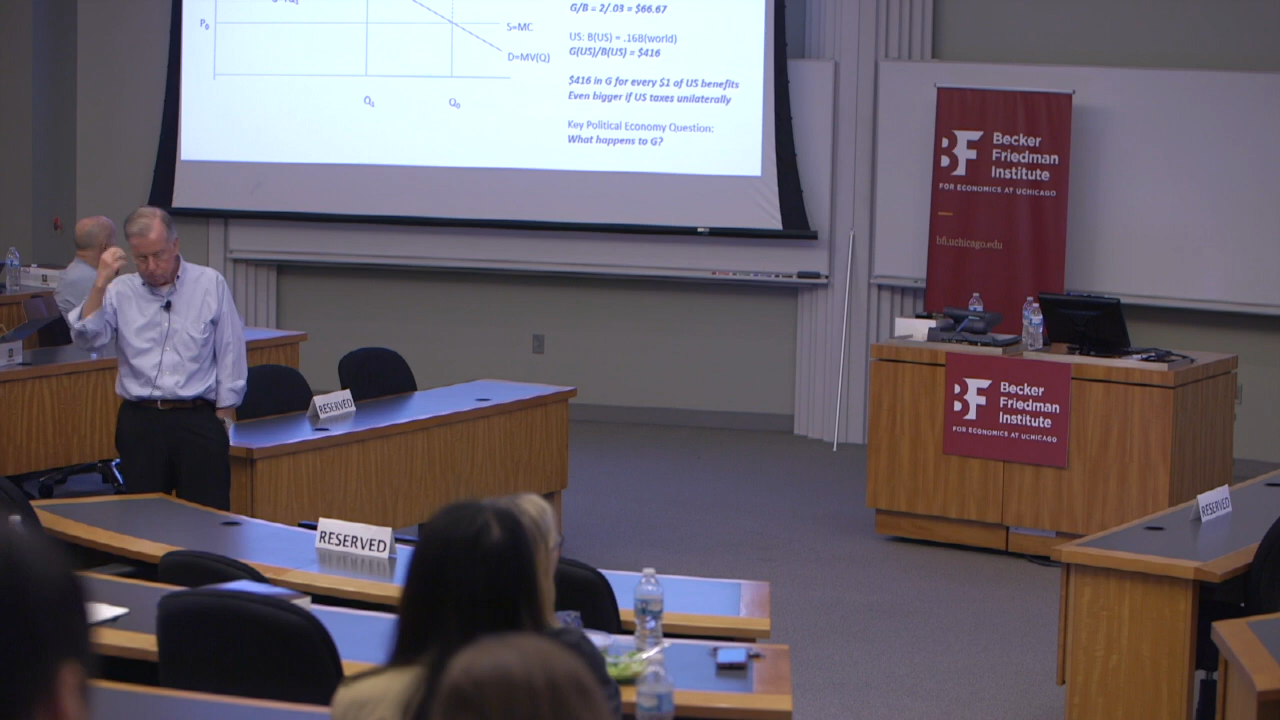 P₀
S=MC
D=MV(Q)
Q₁
Q₀
G/B = 2/.03 = $66.67
US: B(US) = .16B(world)
G(US)/B(US) = $416
$416 in G for every $1 of US benefits
Even bigger if US taxes unilaterally
Key Political Economy Question:
What happens to G?
BF
Becker
Friedman
Institute
FOR ECONOMICS AT UCHICAGO
bfi.uchicago.edu
BF
Becker
Friedman
Institute
FOR ECONOMICS AT UCHICAGO
RESERVED
RESERVED
RESERVED